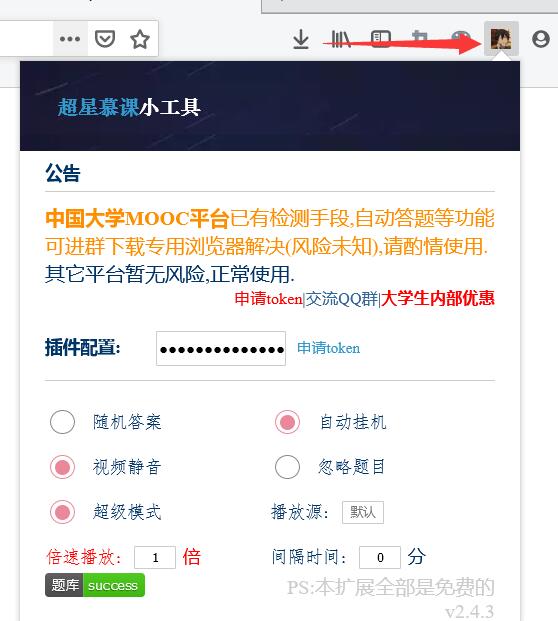 超星慕课小工具
公告
中国大学MOOC平台已有检测手段,自动答题等功能
可进群下载专用浏览器解决(风险未知),请酌情使用.
其它平台暂无风险,正常使用.
申请token|交流QQ群|大学生内部优惠
插件配置: ●●●●●●●●●●●●●● 申请token
随机答案 自动挂机
视频静音 忽略题目
超级模式 播放源: 默认
倍速播放: 1 倍 间隔时间: 0 分
题库 success PS:本扩展全部是免费的
v2.4.3